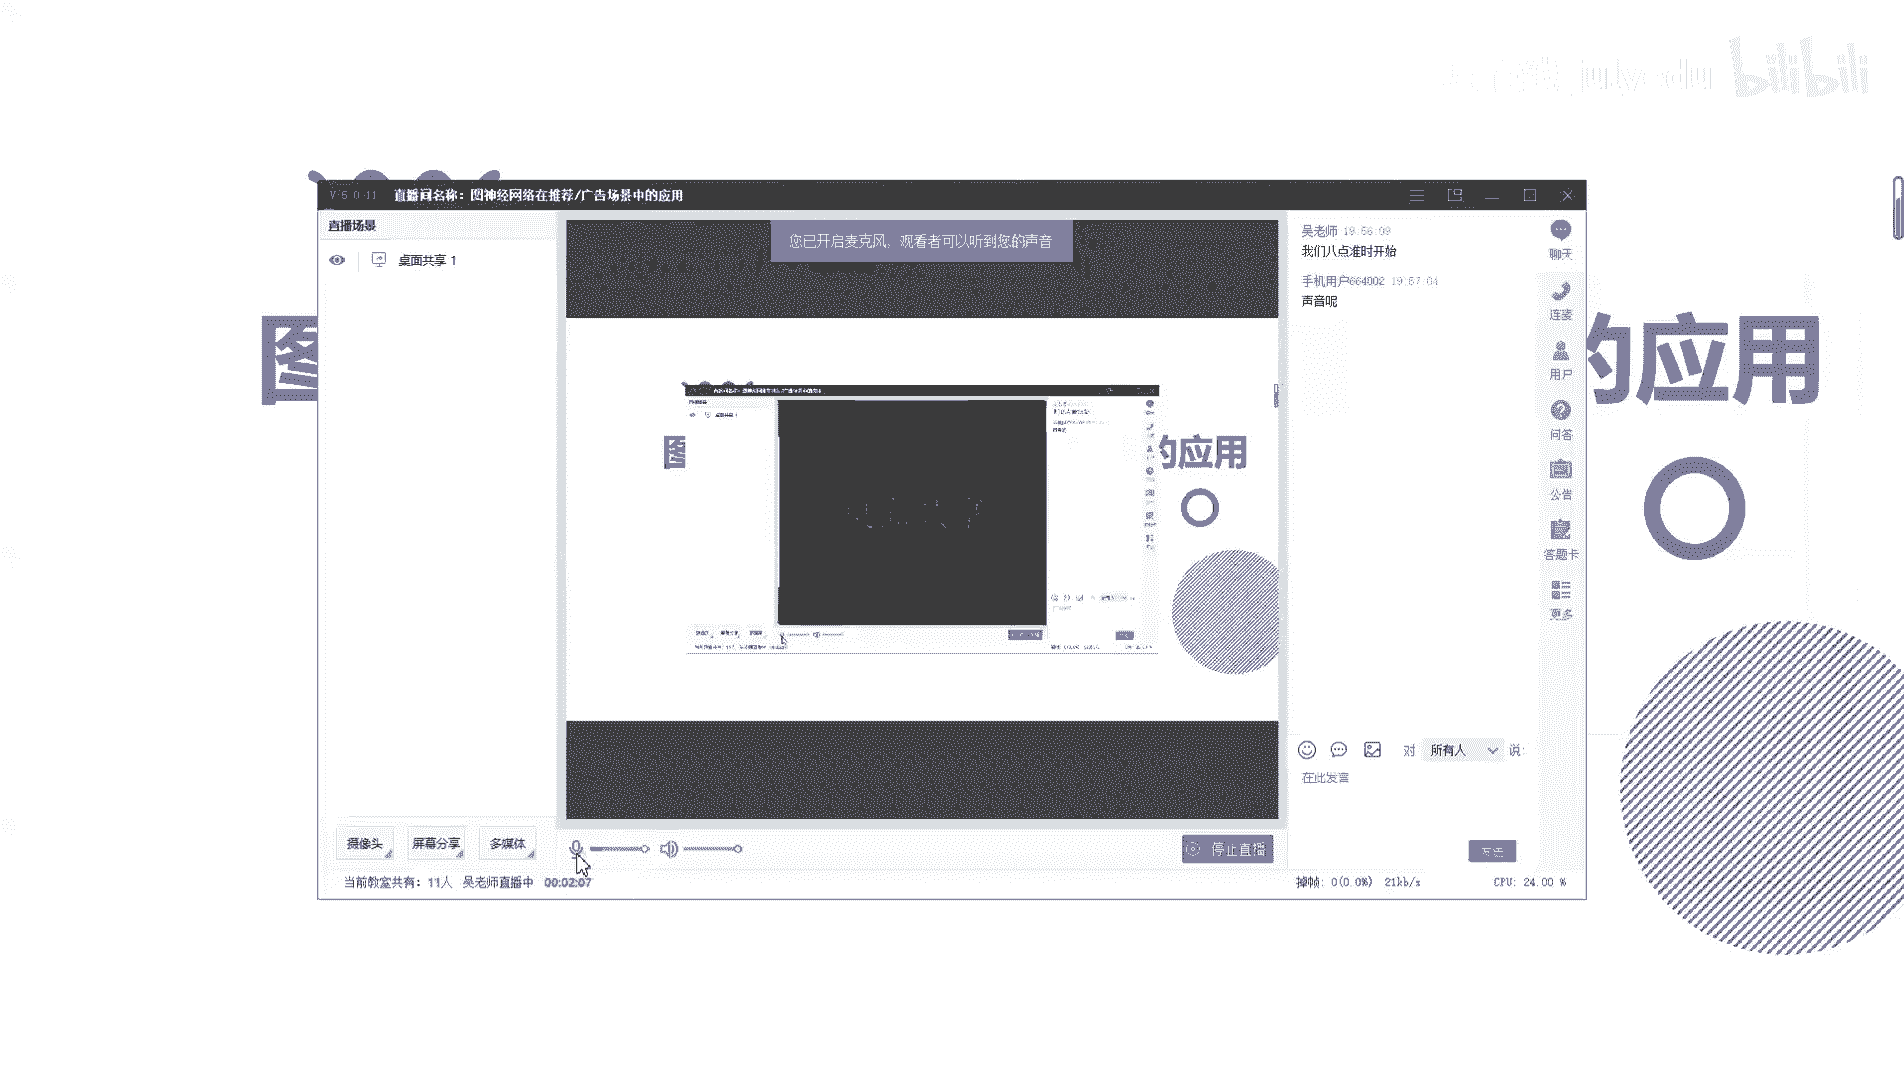 julyedu bilibili
图
的应用
V 5.0.11 直播间名称：图神经网络在推荐/广告场景中的应用
直播场景
桌面共享 1
您已开启麦克风，观看者可以听到您的声音
图
的应用
吴老师 19:56:09
我们八点准时开始
手机用户664002 19:57:04
声音呢
聊天
连麦
用户
问答
公告
答题卡
更多
对 所有人 说:
在此发言
发送
摄像头 屏幕分享 多媒体
停止直播
当前教室共有: 11人 吴老师直播中 00:02:07
掉帧: 0(0.0%) 21kb/s CPU: 24.00 %